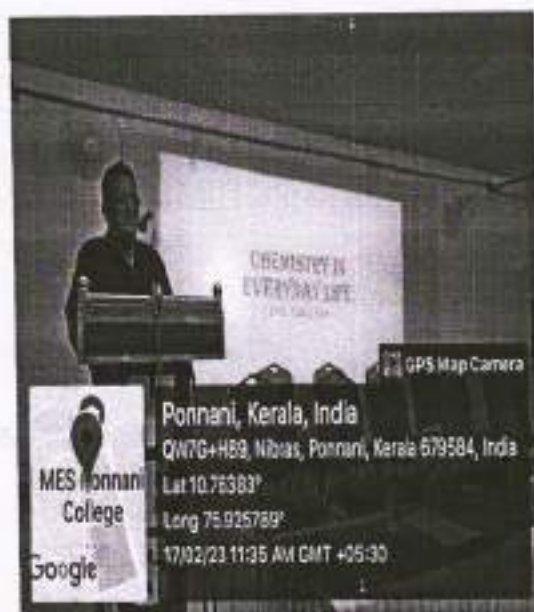 CHEMISTRY IN
EVERYDAY LIFE
GPS Map Camera
Ponnani, Kerala, India
QW7G+H89, Nibras, Ponnani, Kerala 679584, India
Lat 10.76383°
Long 75.925789°
17/02/23 11:35 AM GMT +05:30
MES Ponnani
College
Google